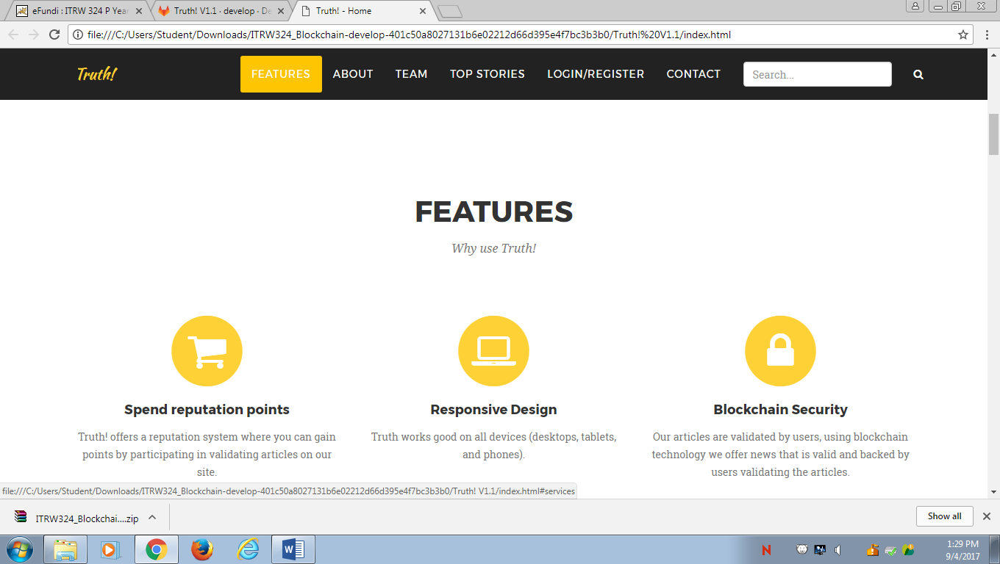 eFundi : ITRW 324 P Year
Truth! V1.1 · develop · De
Truth! - Home
file:///C:/Users/Student/Downloads/ITRW324_Blockchain-develop-401c50a8027131b6e02212d66d395e4f7bc3b3b0/Truth!%20V1.1/index.html
Truth! FEATURES ABOUT TEAM TOP STORIES LOGIN/REGISTER CONTACT Search...
FEATURES
Why use Truth!
Spend reputation points
Truth! offers a reputation system where you can gain
points by participating in validating articles on our
site.
Responsive Design
Truth works good on all devices (desktops, tablets,
and phones).
Blockchain Security
Our articles are validated by users, using blockchain
technology we offer news that is valid and backed by
users validating the articles.
file:///C:/Users/Student/Downloads/ITRW324_Blockchain-develop-401c50a8027131b6e02212d66d395e4f7bc3b3b0/Truth! V1.1/index.html#services
ITRW324_Blockchai....zip
Show all
1:29 PM
9/4/2017